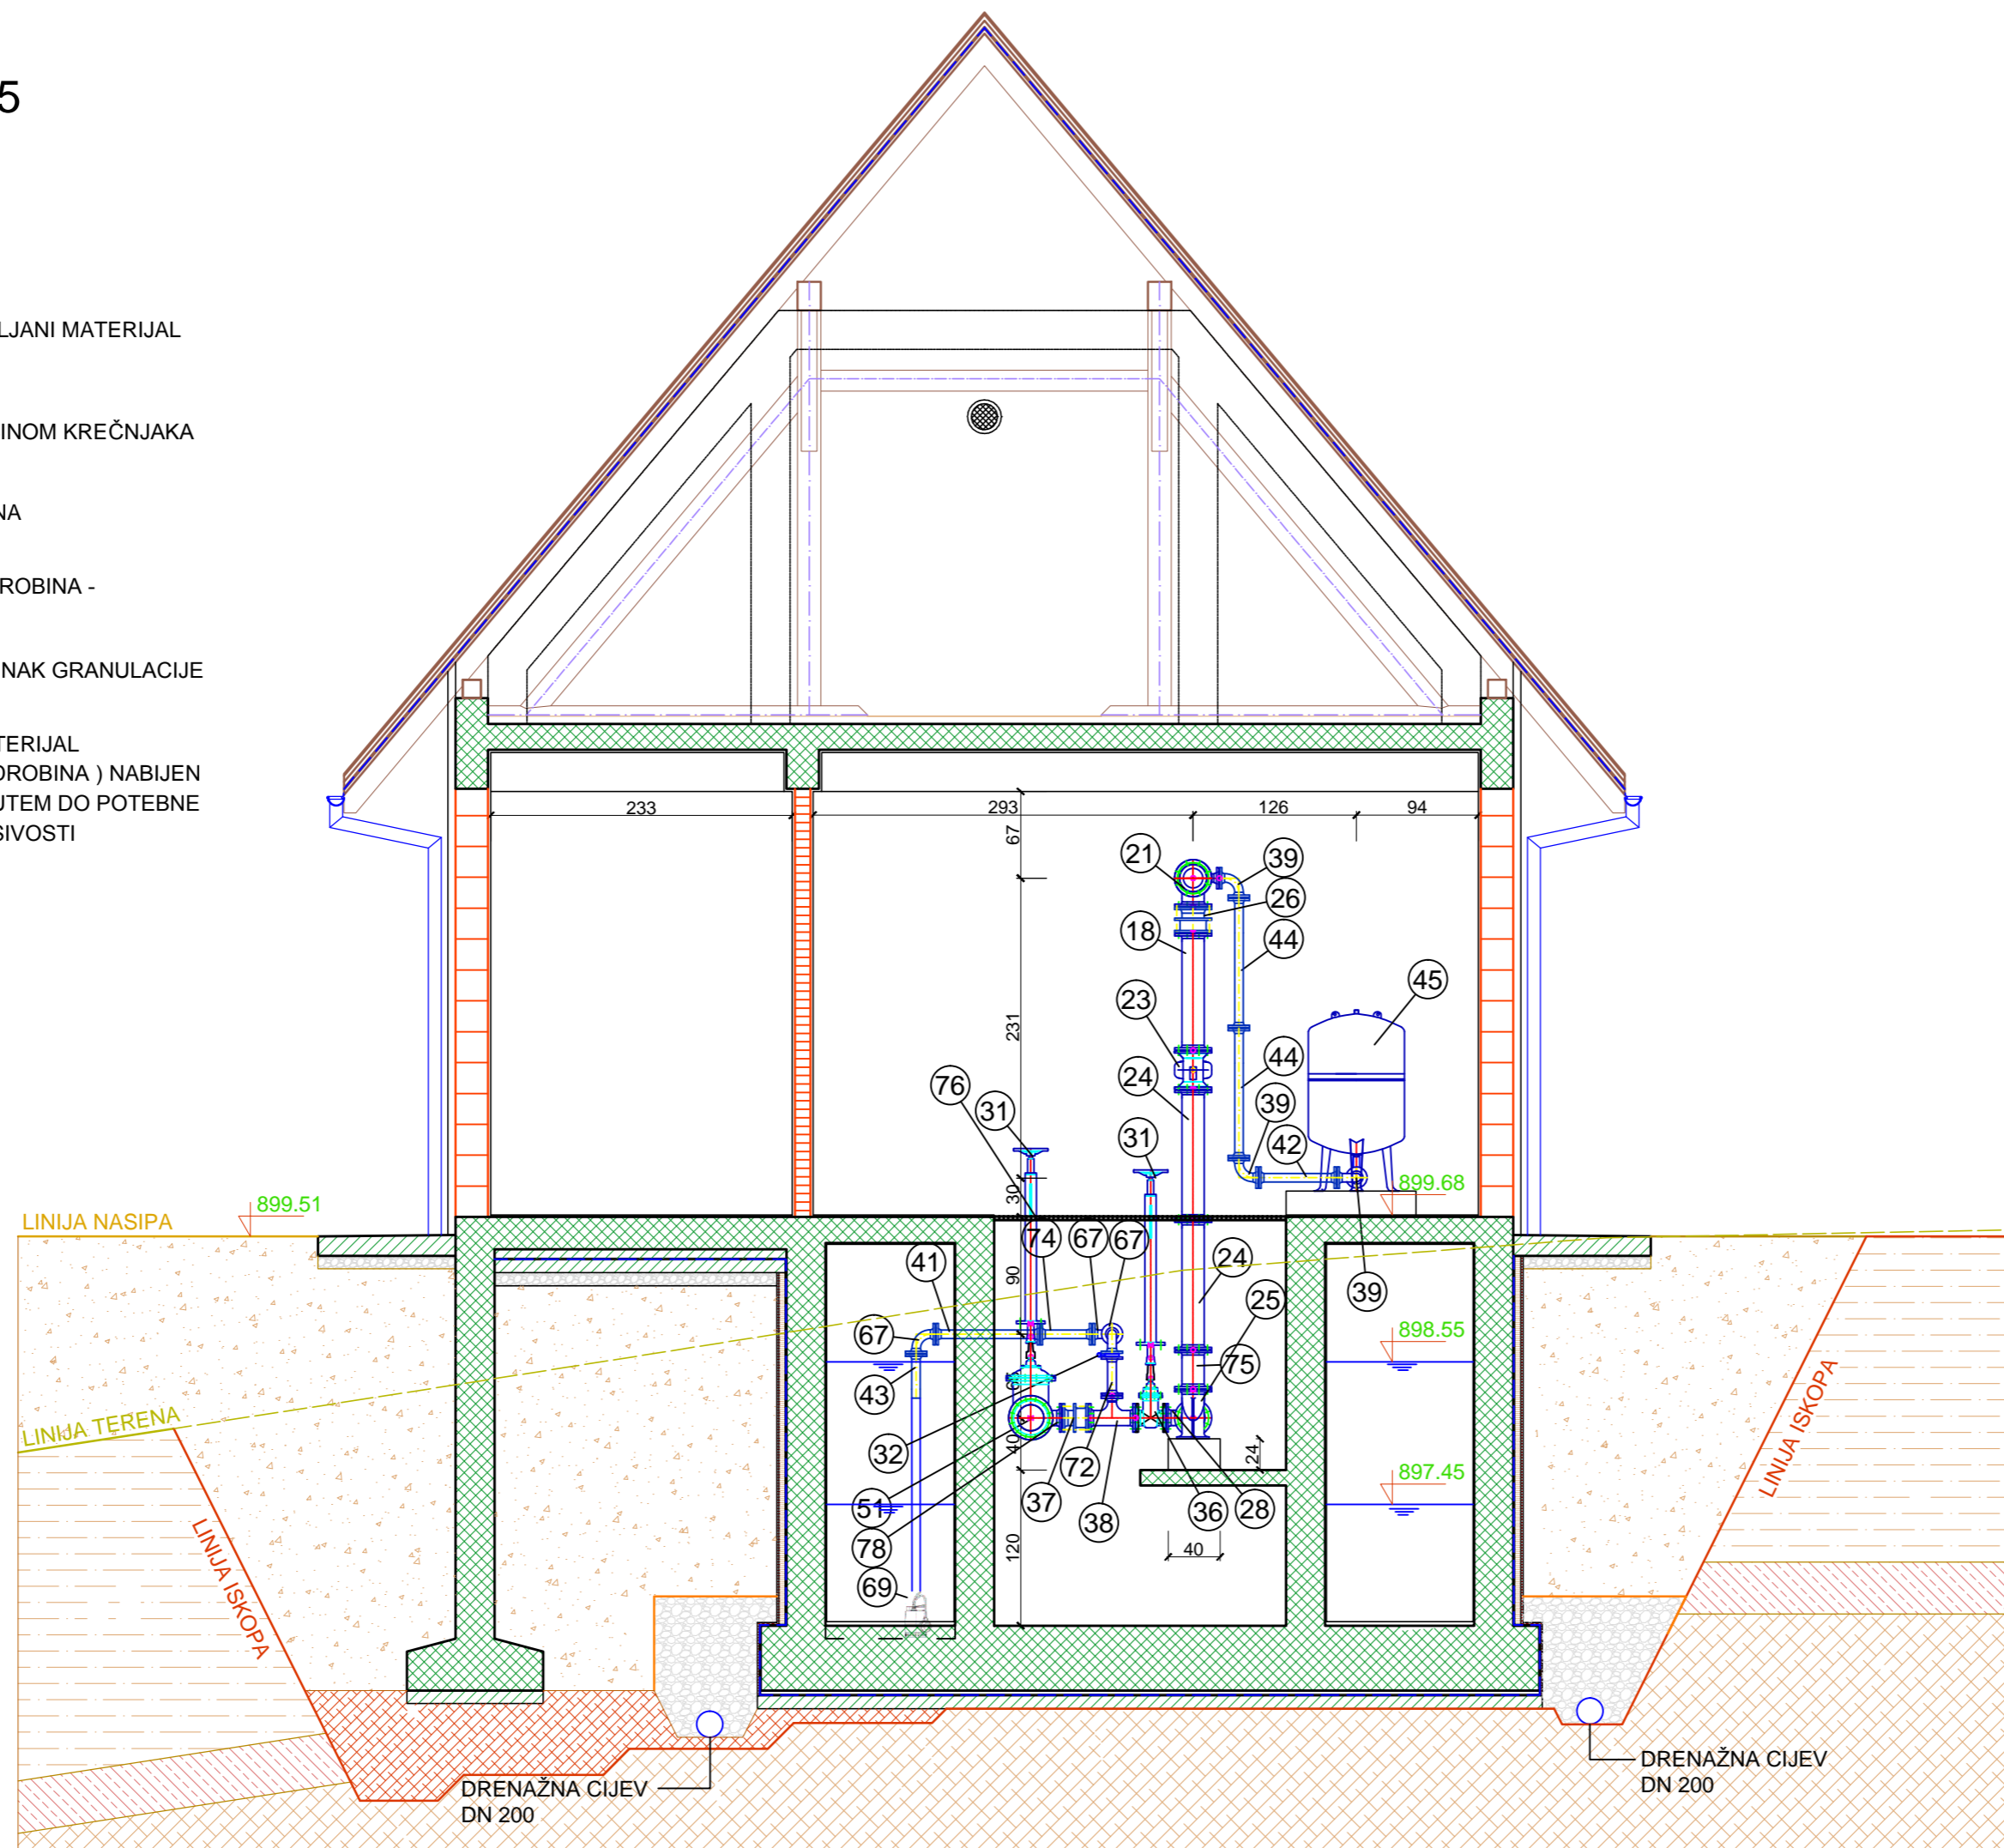 5
LJANI MATERIJAL
INOM KREČNJAKA
NA
ROBINA -
NAK GRANULACIJE
TERIJAL
DROBINA ) NABIJEN
UTEM DO POTEBNE
SIVOSTI
233
293
126
94
67
21
39
26
18
44
45
23
231
24
44
76
31
39
31
42
30
899.68
899.51
LINIJA NASIPA
74
67
67
41
24
90
39
25
67
898.55
75
43
LINIJA TERENA
32
40
24
72
897.45
51
37
38
36
28
78
120
40
69
LINIJA ISKOPA
LINIJA ISKOPA
DRENAŽNA CIJEV
DN 200
DRENAŽNA CIJEV
DN 200